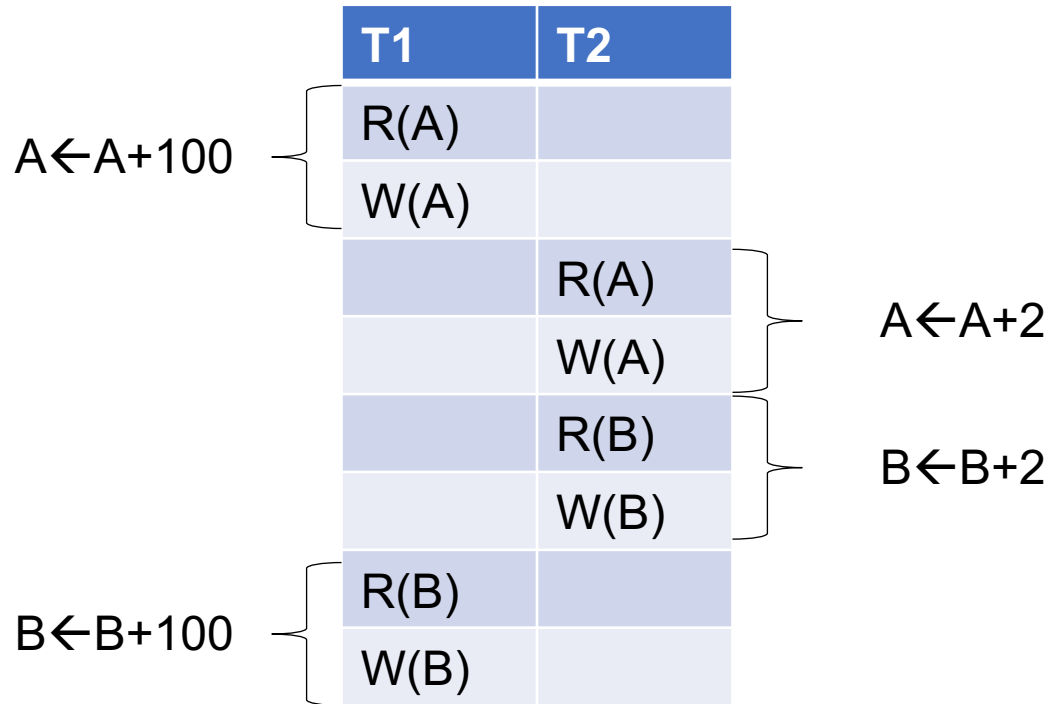 T1 T2
R(A)
A←A+100
W(A)
R(A)
A←A+2
W(A)
R(B)
B←B+2
W(B)
R(B)
B←B+100
W(B)